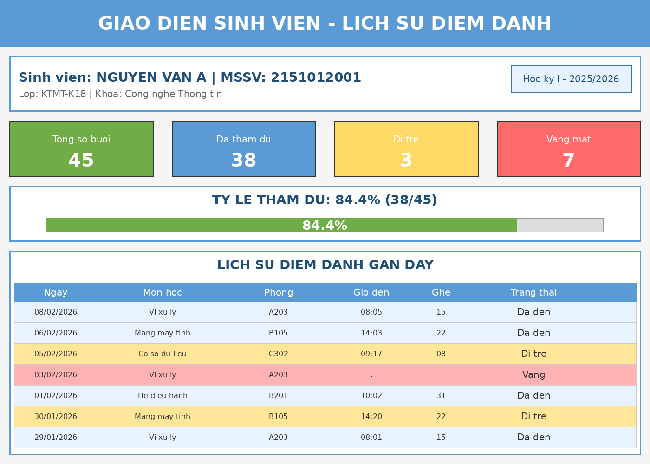 GIAO DIEN SINH VIEN - LICH SU DIEM DANH
Sinh vien: NGUYEN VAN A | MSSV: 2151012001
Hoc ky I - 2025/2026
Lop: KTMT-K18 | Khoa: Cong nghe Thong tin
Tong so buoi
Da tham du
Di tre
Vang mat
45
38
3
7
TY LE THAM DU: 84.4% (38/45)
84.4%
LICH SU DIEM DANH GAN DAY
Ngay Mon hoc Phong Gio den Ghe Trang thai
08/02/2026 Vi xu ly A203 08:05 15 Da den
06/02/2026 Mang may tinh B105 14:03 22 Da den
05/02/2026 Co so du lieu C302 09:17 08 Di tre
03/02/2026 Vi xu ly A203 - Vang
01/02/2026 He dieu hanh B201 10:02 31 Da den
30/01/2026 Mang may tinh B105 14:20 22 Di tre
29/01/2026 Vi xu ly A203 08:01 15 Da den